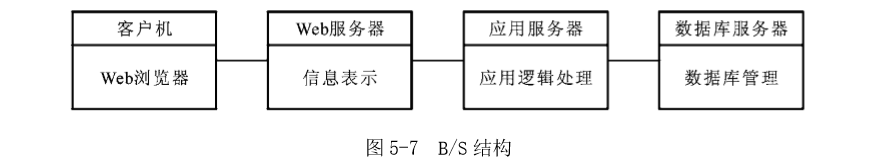 客户机
Web服务器
应用服务器
数据库服务器
Web浏览器
信息表示
应用逻辑处理
数据库管理
图 5-7 B/S 结构